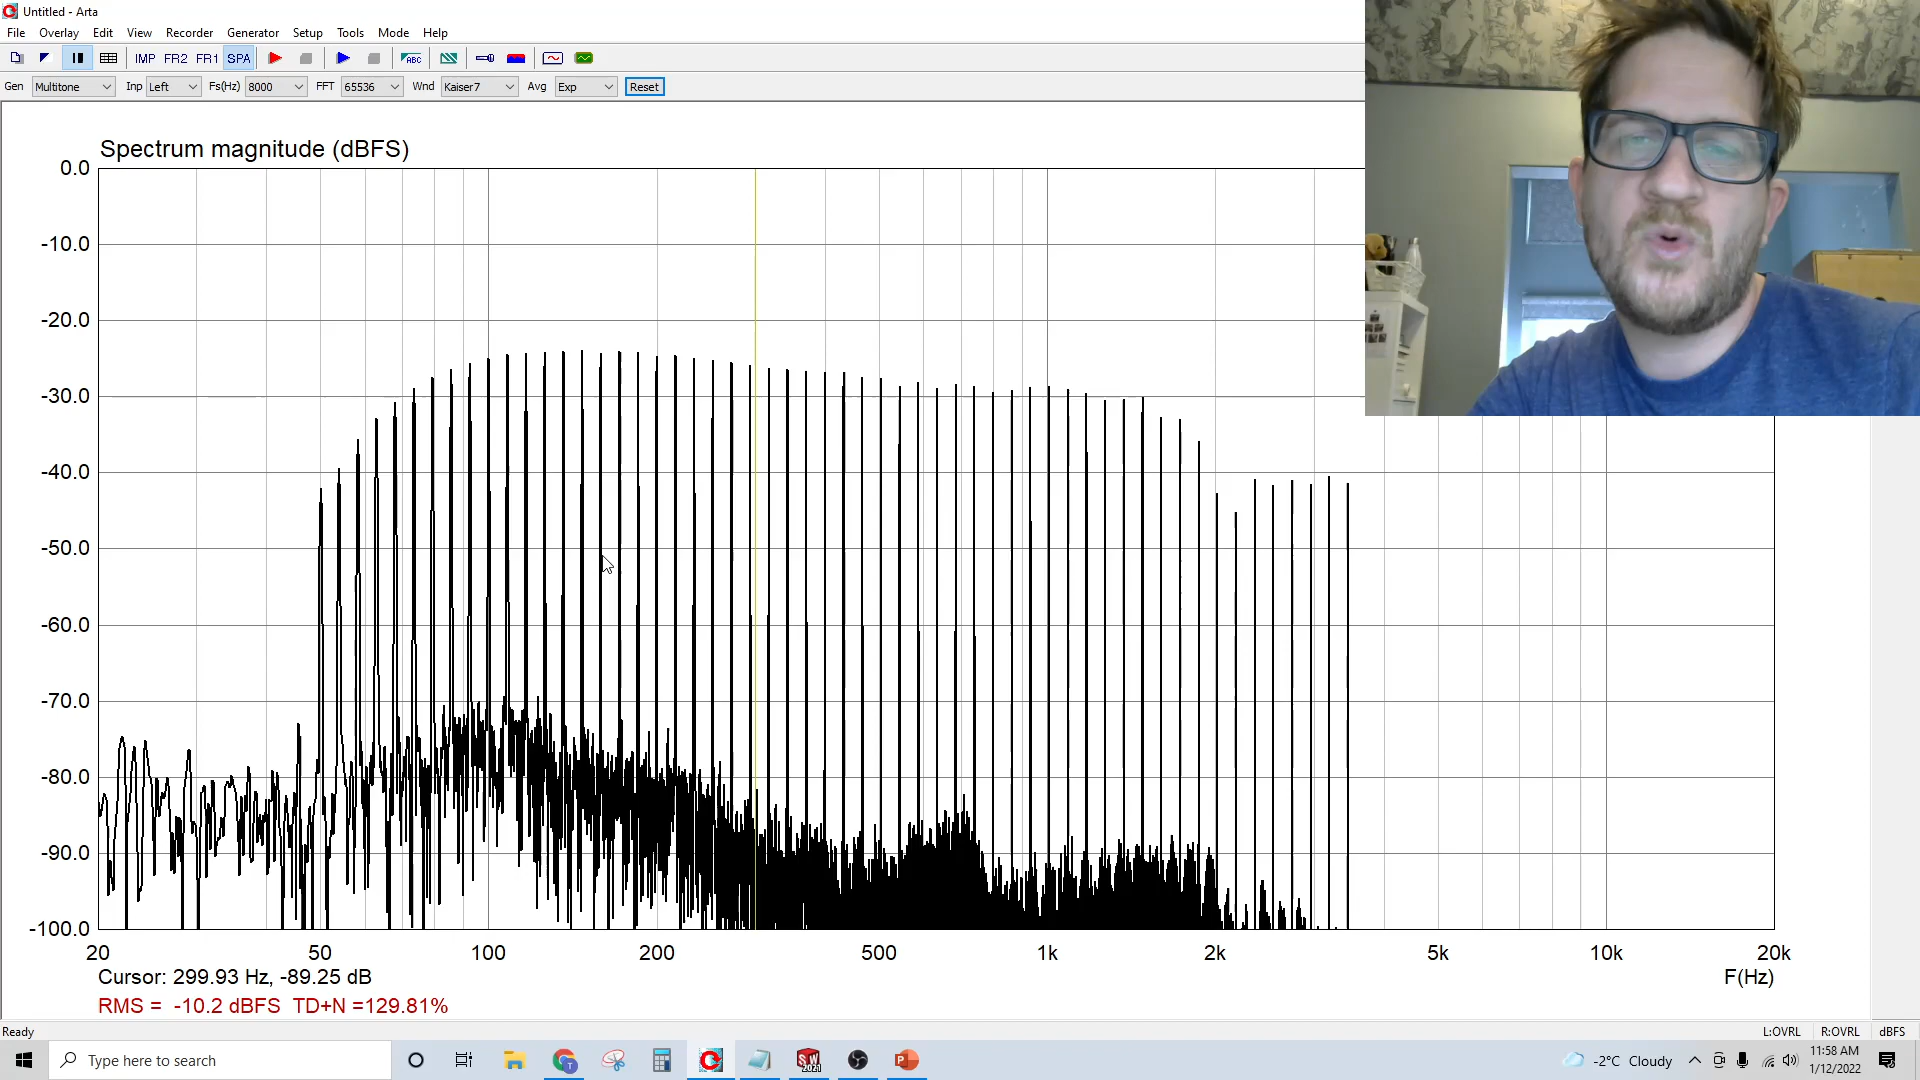 Untitled - Arta
File Overlay Edit View Recorder Generator Setup Tools Mode Help
IMP FR2 FR1 SPA ABC
Gen Multitone Inp Left Fs(Hz) 8000 FFT 65536 Wnd Kaiser7 Avg Exp Reset
Spectrum magnitude (dBFS)
0.0
-10.0
-20.0
-30.0
-40.0
-50.0
-60.0
-70.0
-80.0
-90.0
-100.0
20 50 100 200 500 1k 2k 5k 10k 20k
Cursor: 299.93 Hz, -89.25 dB
F(Hz)
RMS = -10.2 dBFS TD+N =129.81%
Ready
L:OVRL R:OVRL dBFS
Type here to search
SW 2021
-2°C Cloudy
11:58 AM
1/12/2022